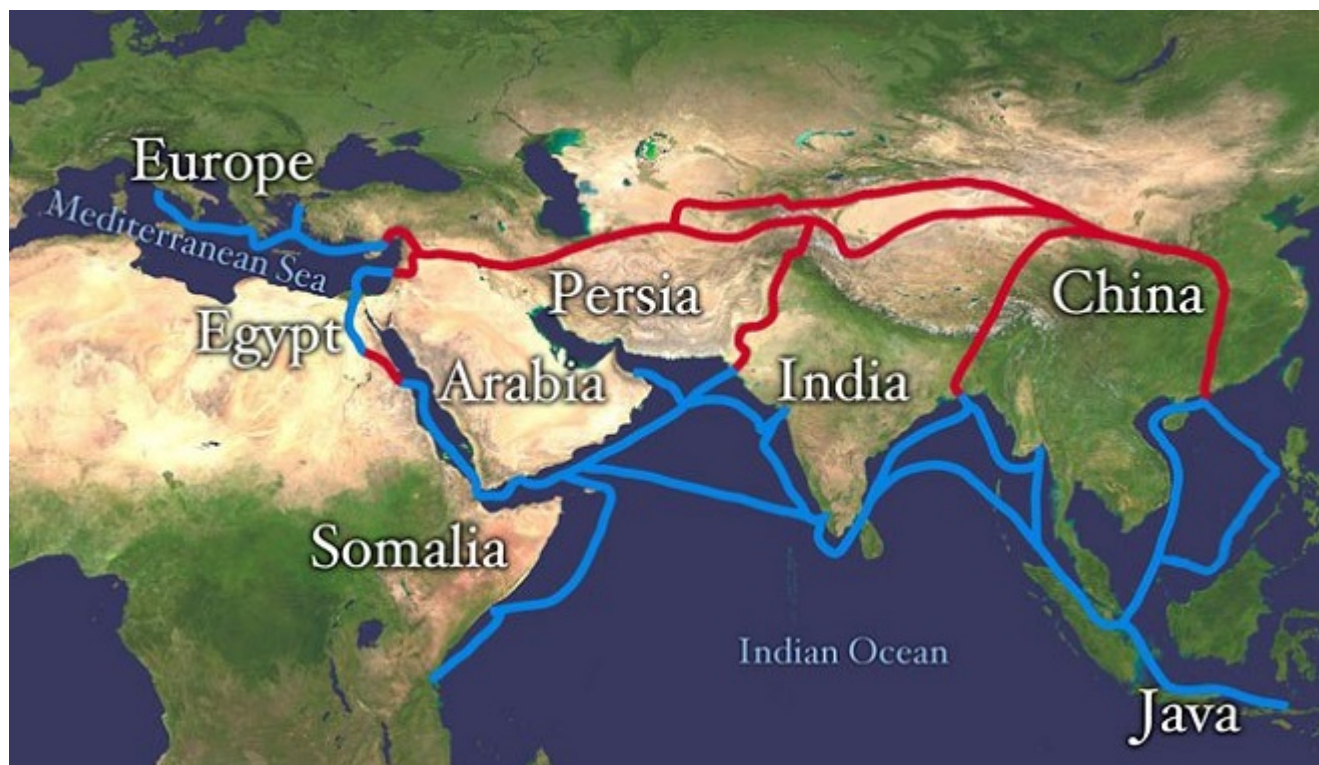 Europe
Mediterranean Sea
Persia
China
Egypt
Arabia
India
Somalia
Indian Ocean
Java